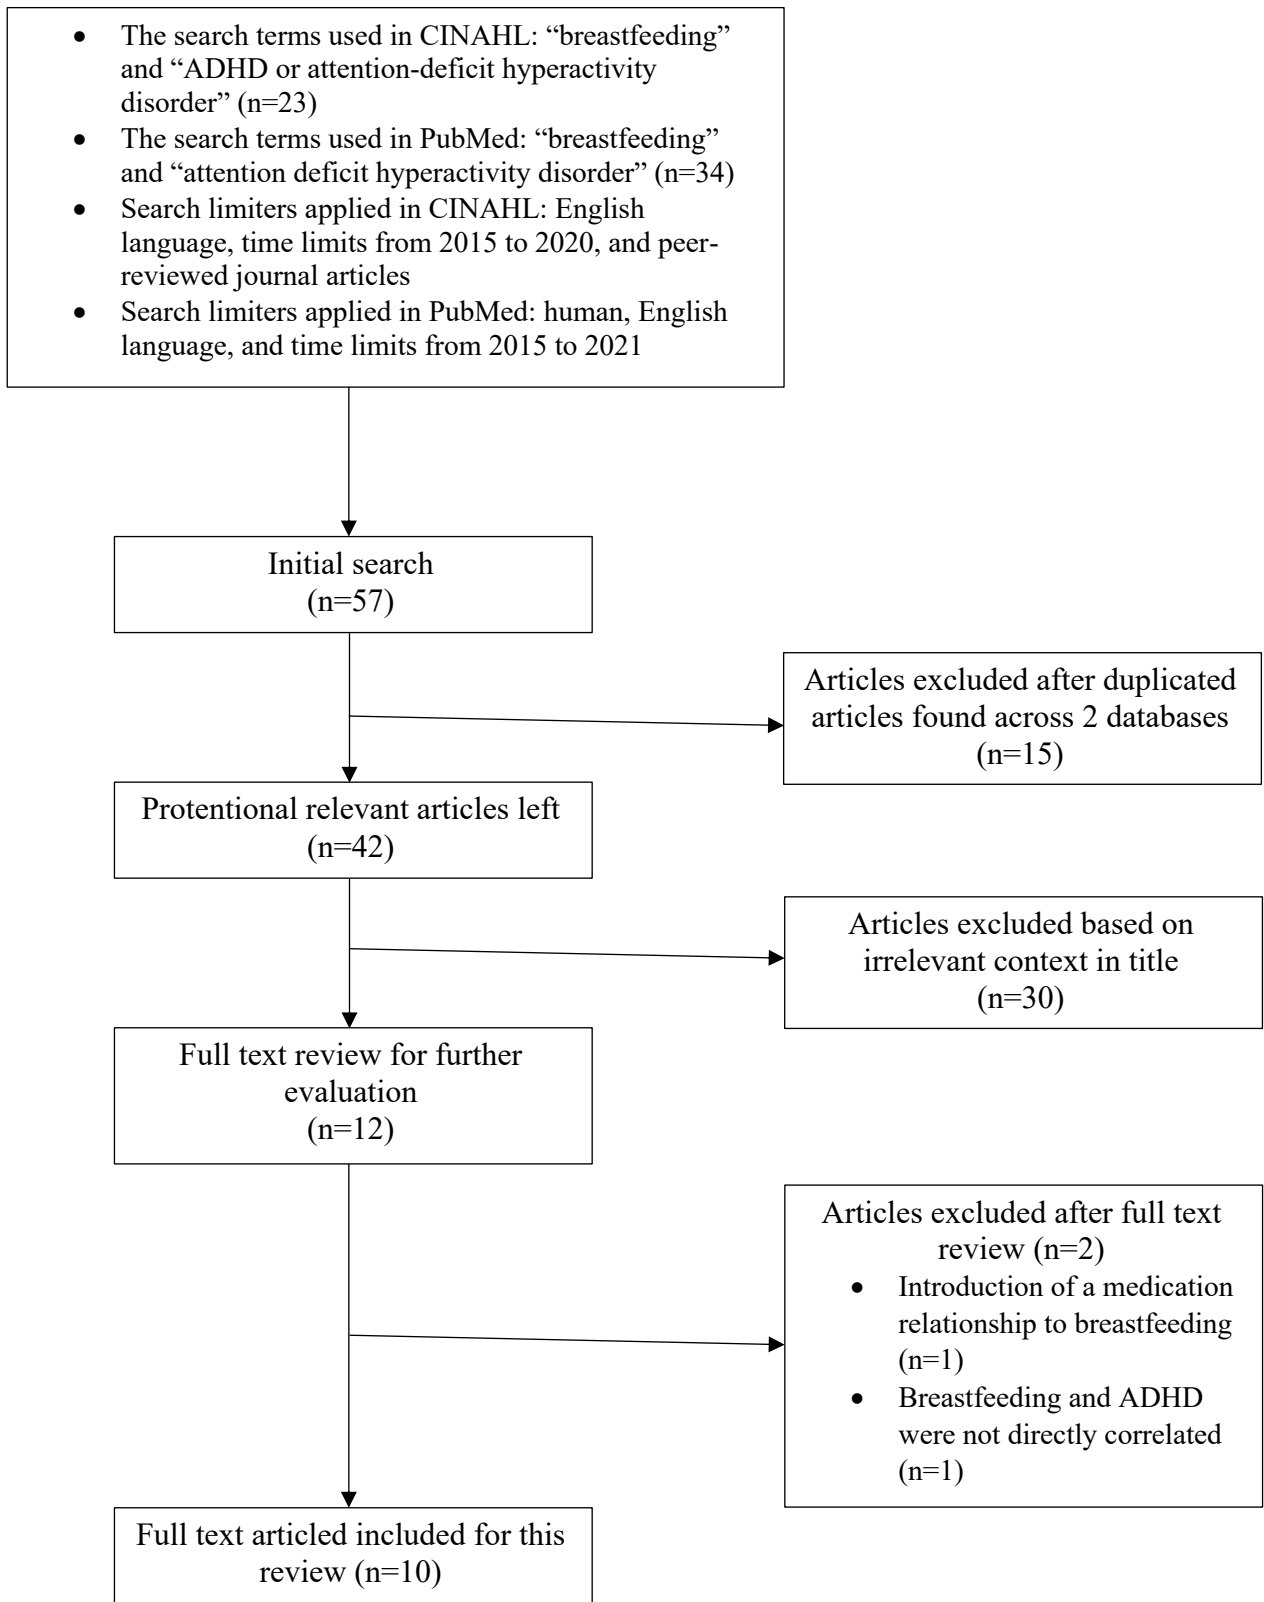 • The search terms used in CINAHL: “breastfeeding”
and “ADHD or attention-deficit hyperactivity
disorder” (n=23)
• The search terms used in PubMed: “breastfeeding”
and “attention deficit hyperactivity disorder” (n=34)
• Search limiters applied in CINAHL: English
language, time limits from 2015 to 2020, and peer-
reviewed journal articles
• Search limiters applied in PubMed: human, English
language, and time limits from 2015 to 2021
Initial search
(n=57)
Articles excluded after duplicated
articles found across 2 databases
(n=15)
Protentional relevant articles left
(n=42)
Articles excluded based on
irrelevant context in title
(n=30)
Full text review for further
evaluation
(n=12)
Articles excluded after full text
review (n=2)
• Introduction of a medication
relationship to breastfeeding
(n=1)
• Breastfeeding and ADHD
were not directly correlated
(n=1)
Full text articled included for this
review (n=10)